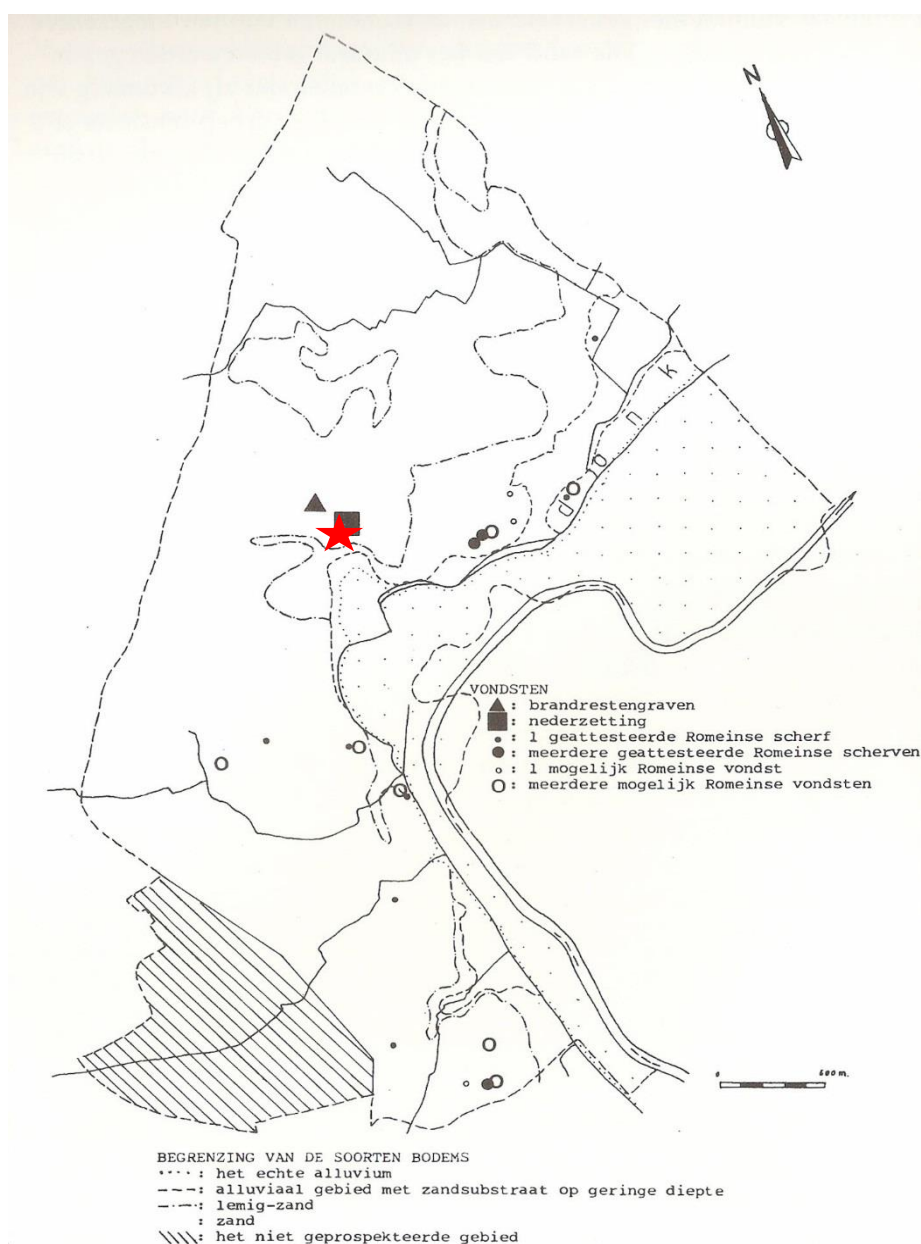 N
donk
VONDSTEN
: brandrestengraven
: nederzetting
: 1 geattesteerde Romeinse scherf
: meerdere geattesteerde Romeinse scherven
: 1 mogelijk Romeinse vondst
: meerdere mogelijk Romeinse vondsten
0 600 m.
BEGRENZING VAN DE SOORTEN BODEMS
: het echte alluvium
: alluviaal gebied met zandsubstraat op geringe diepte
: lemig-zand
: zand
: het niet geprospekteerde gebied